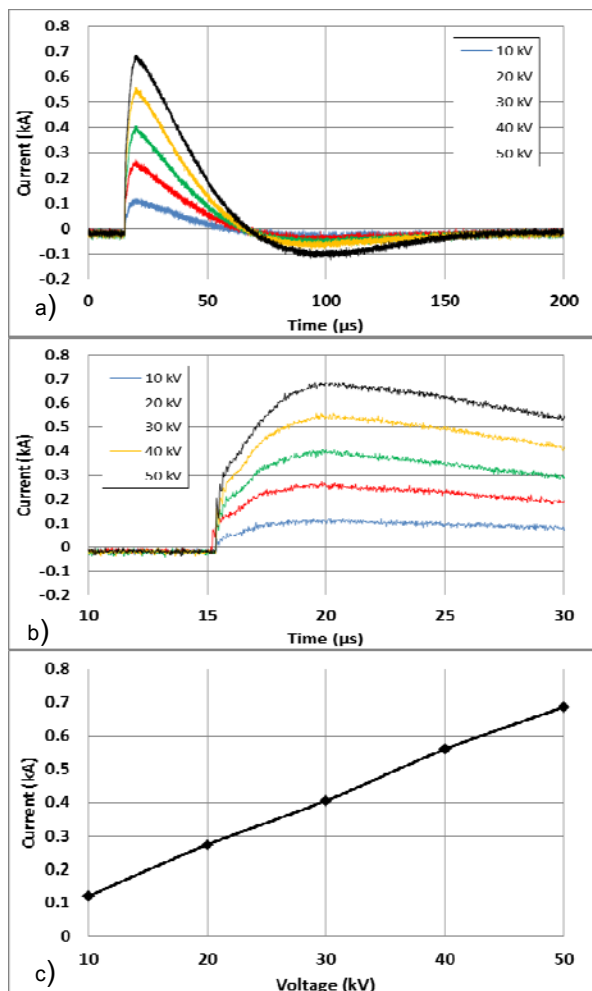 0.8
0.7
0.6
0.5
0.4
0.3
0.2
0.1
0
-0.1
-0.2
Current (kA)
10 kV
20 kV
30 kV
40 kV
50 kV
0
50
100
150
200
Time (µs)
a)
0.8
0.7
0.6
0.5
0.4
0.3
0.2
0.1
0
-0.1
-0.2
Current (kA)
10 kV
20 kV
30 kV
40 kV
50 kV
10
15
20
25
30
Time (µs)
b)
0.8
0.7
0.6
0.5
0.4
0.3
0.2
0.1
0
Current (kA)
10
20
30
40
50
Voltage (kV)
c)